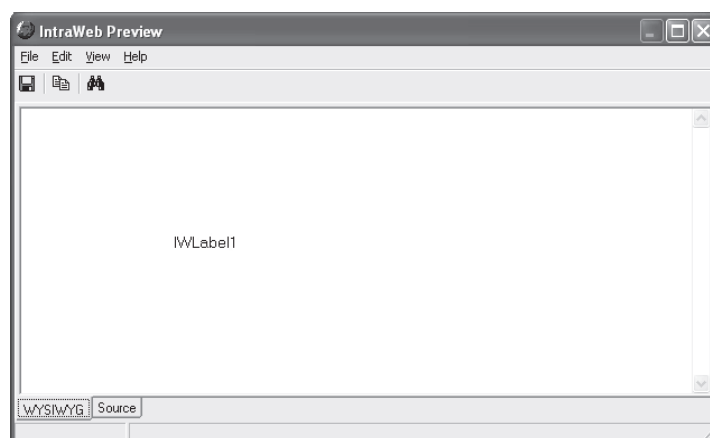 IntraWeb Preview
File Edit View Help
IWLabel1
WYSIWYG Source